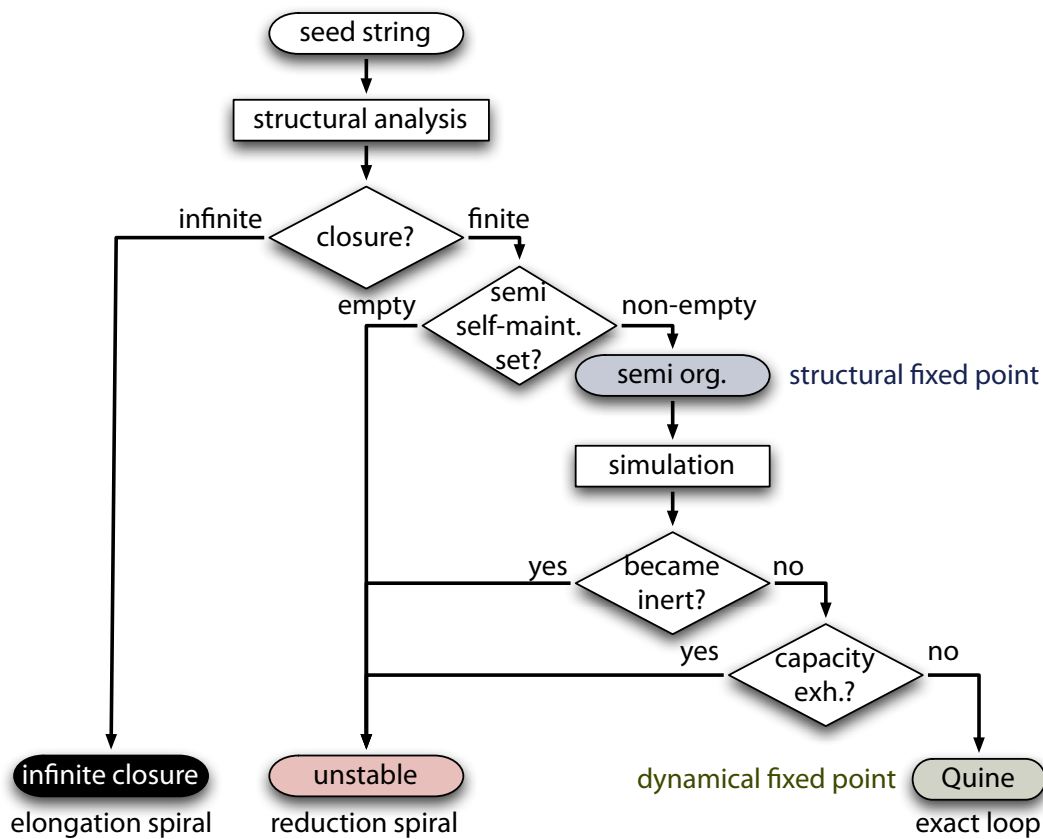 seed string
structural analysis
infinite
finite
closure?
empty
semi
self-maint.
set?
non-empty
semi org.
structural fixed point
simulation
yes
became
inert?
no
yes
capacity
exh.?
no
infinite closure
unstable
dynamical fixed point
Quine
elongation spiral
reduction spiral
exact loop